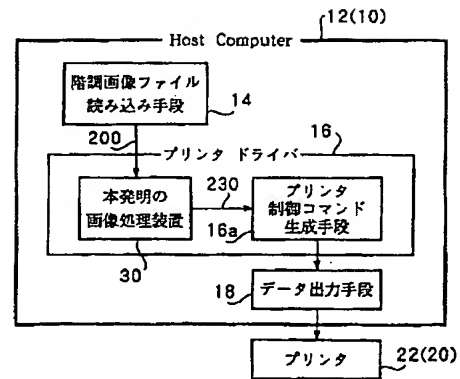 12(10)
Host Computer
階調画像ファイル
読み込み手段
14
200
16
プリンタ ドライバ
本発明の
画像処理装置
230
プリンタ
制御コマンド
生成手段
16a
30
18
データ出力手段
プリンタ
22(20)